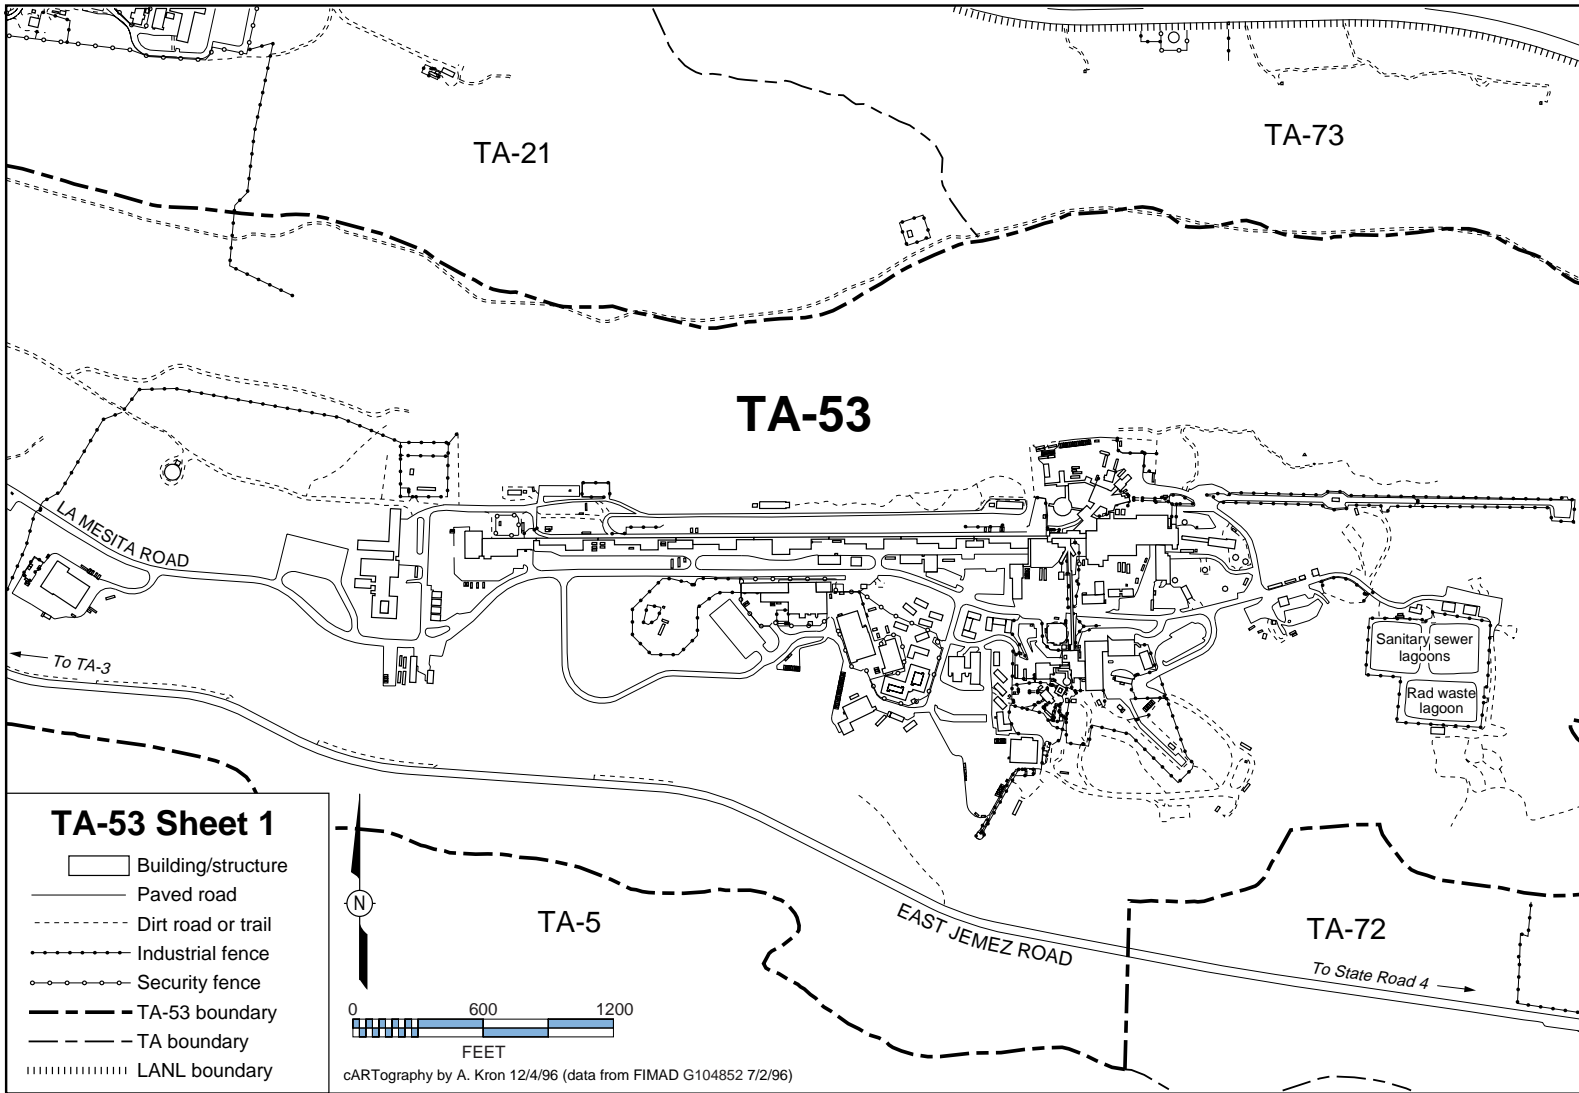 TA-21
TA-73
TA-53
LA MESITA ROAD
To TA-3
Sanitary sewer
lagoons
Rad waste
lagoon
TA-53 Sheet 1
Building/structure
Paved road
Dirt road or trail
Industrial fence
Security fence
TA-53 boundary
TA boundary
LANL boundary
N
0 600 1200
FEET
cARTography by A. Kron 12/4/96 (data from FIMAD G104852 7/2/96)
TA-5
EAST JEMEZ ROAD
TA-72
To State Road 4